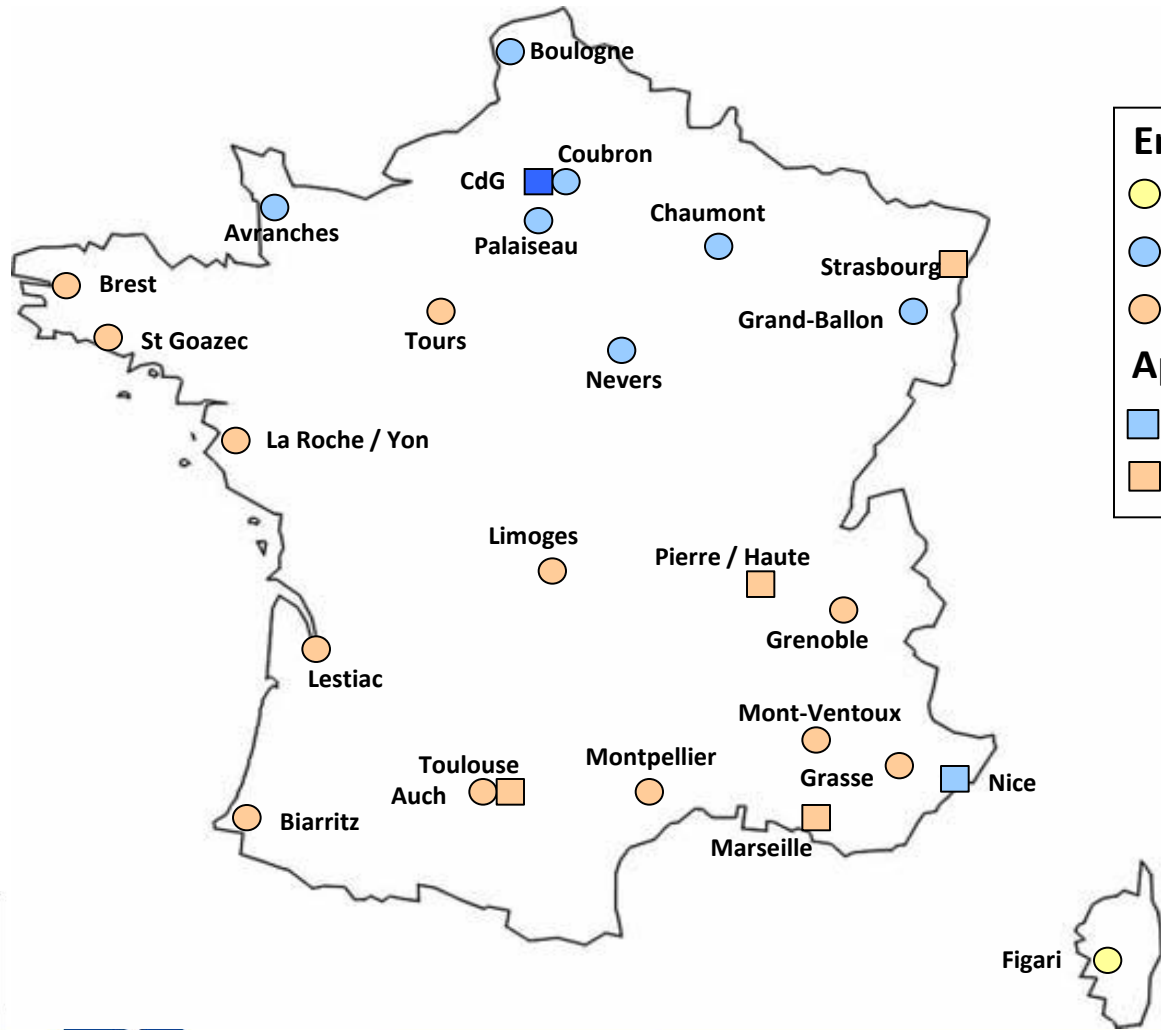 Boulogne
Coubron
CdG
Chaumont
Avranches
Palaiseau
Strasbourg
Brest
Grand-Ballon
St Goazec
Tours
Nevers
La Roche / Yon
Limoges
Pierre / Haute
Grenoble
Lestiac
Mont-Ventoux
Toulouse
Montpellier
Grasse
Nice
Auch
Biarritz
Marseille
Figari